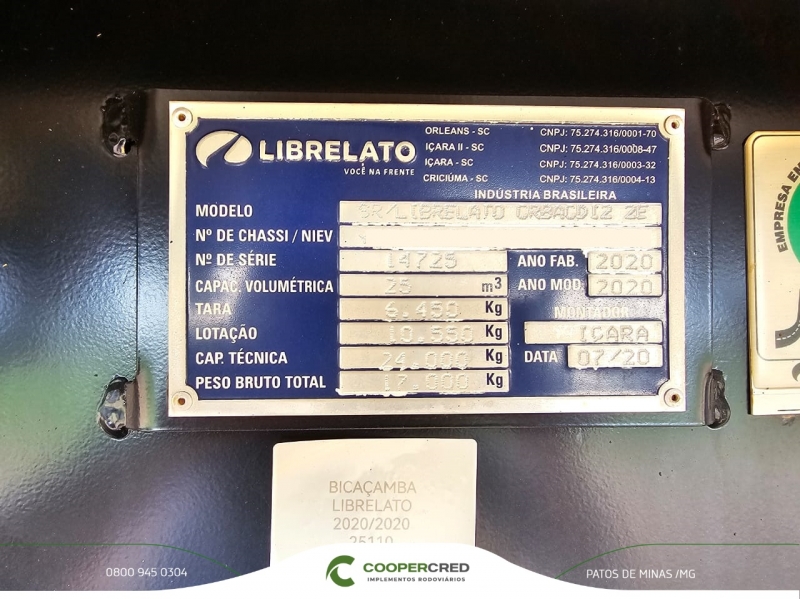 LIBRELATO
VOCÊ NA FRENTE
ORLEANS - SC CNPJ: 75.274.316/0001-70
IÇARA II - SC CNPJ: 75.274.316/0008-47
IÇARA - SC CNPJ: 75.274.316/0003-32
CRICIÚMA - SC CNPJ: 75.274.316/0004-13
INDÚSTRIA BRASILEIRA
MODELO SR/LIBRELATO CRBACDIZ ZE
Nº DE CHASSI / NIEV
Nº DE SÉRIE 14725 ANO FAB. 2020
CAPAC. VOLUMÉTRICA 25 m³ ANO MOD. 2020
TARA 6.450 Kg MONTADOR
LOTAÇÃO 10.550 Kg IÇARA
CAP. TÉCNICA 24.000 Kg DATA 07/20
PESO BRUTO TOTAL 17.000 Kg
EMPRESA
BICAÇAMBA
LIBRELATO
2020/2020
25110
0800 945 0304
COOPERCRED
IMPLEMENTOS RODOVIÁRIOS
PATOS DE MINAS /MG